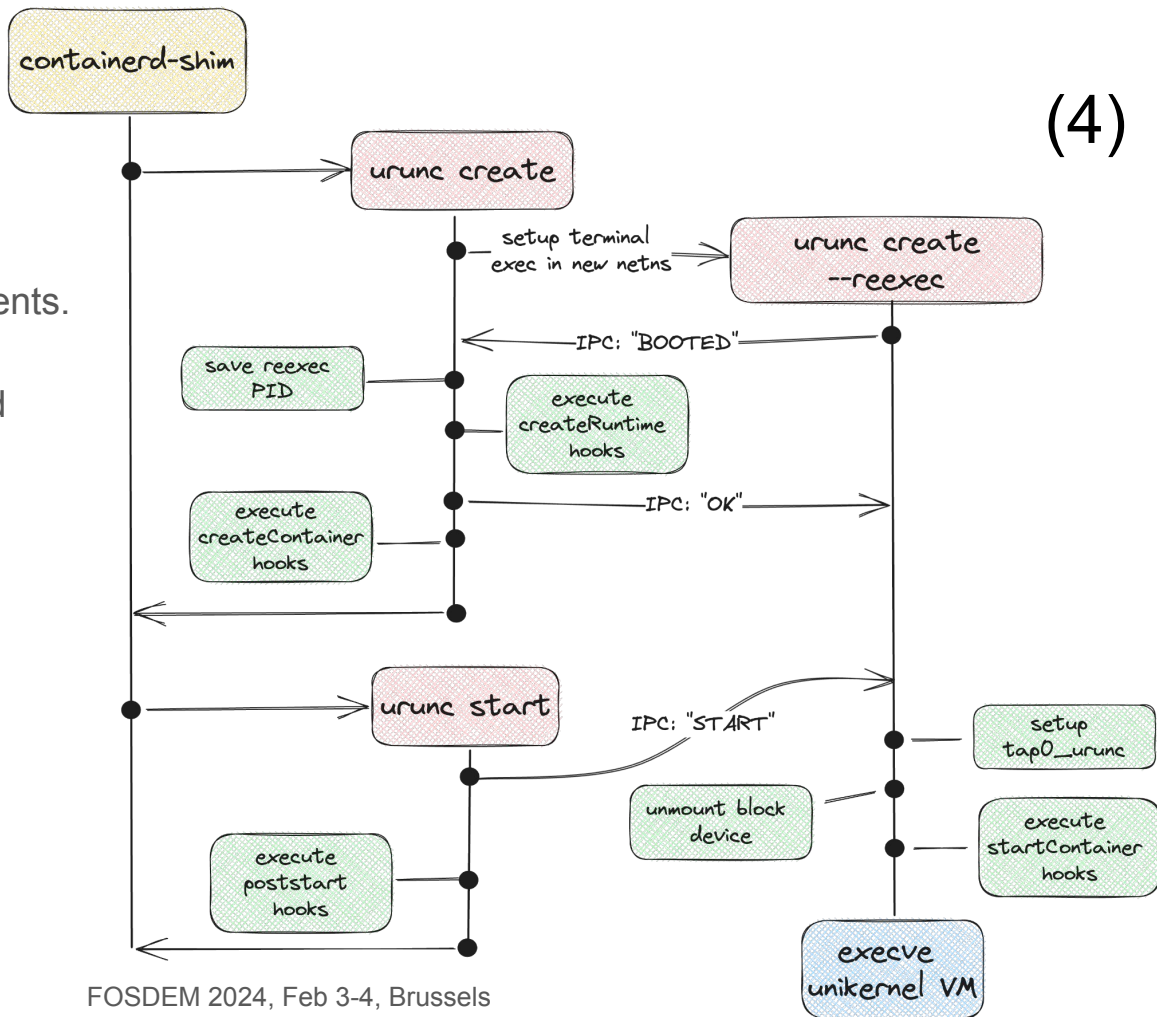 containerd-shim
(4)
urunc create
setup terminal
exec in new netns
urunc create
--reexec
ents.
IPC: "BOOTED"
save reexec
PID
d
execute
createRuntime
hooks
IPC: "OK"
execute
createContainer
hooks
urunc start
IPC: "START"
setup
tap0_urunc
unmount block
device
execute
startContainer
hooks
execute
poststart
hooks
execve
unikernel VM
FOSDEM 2024, Feb 3-4, Brussels